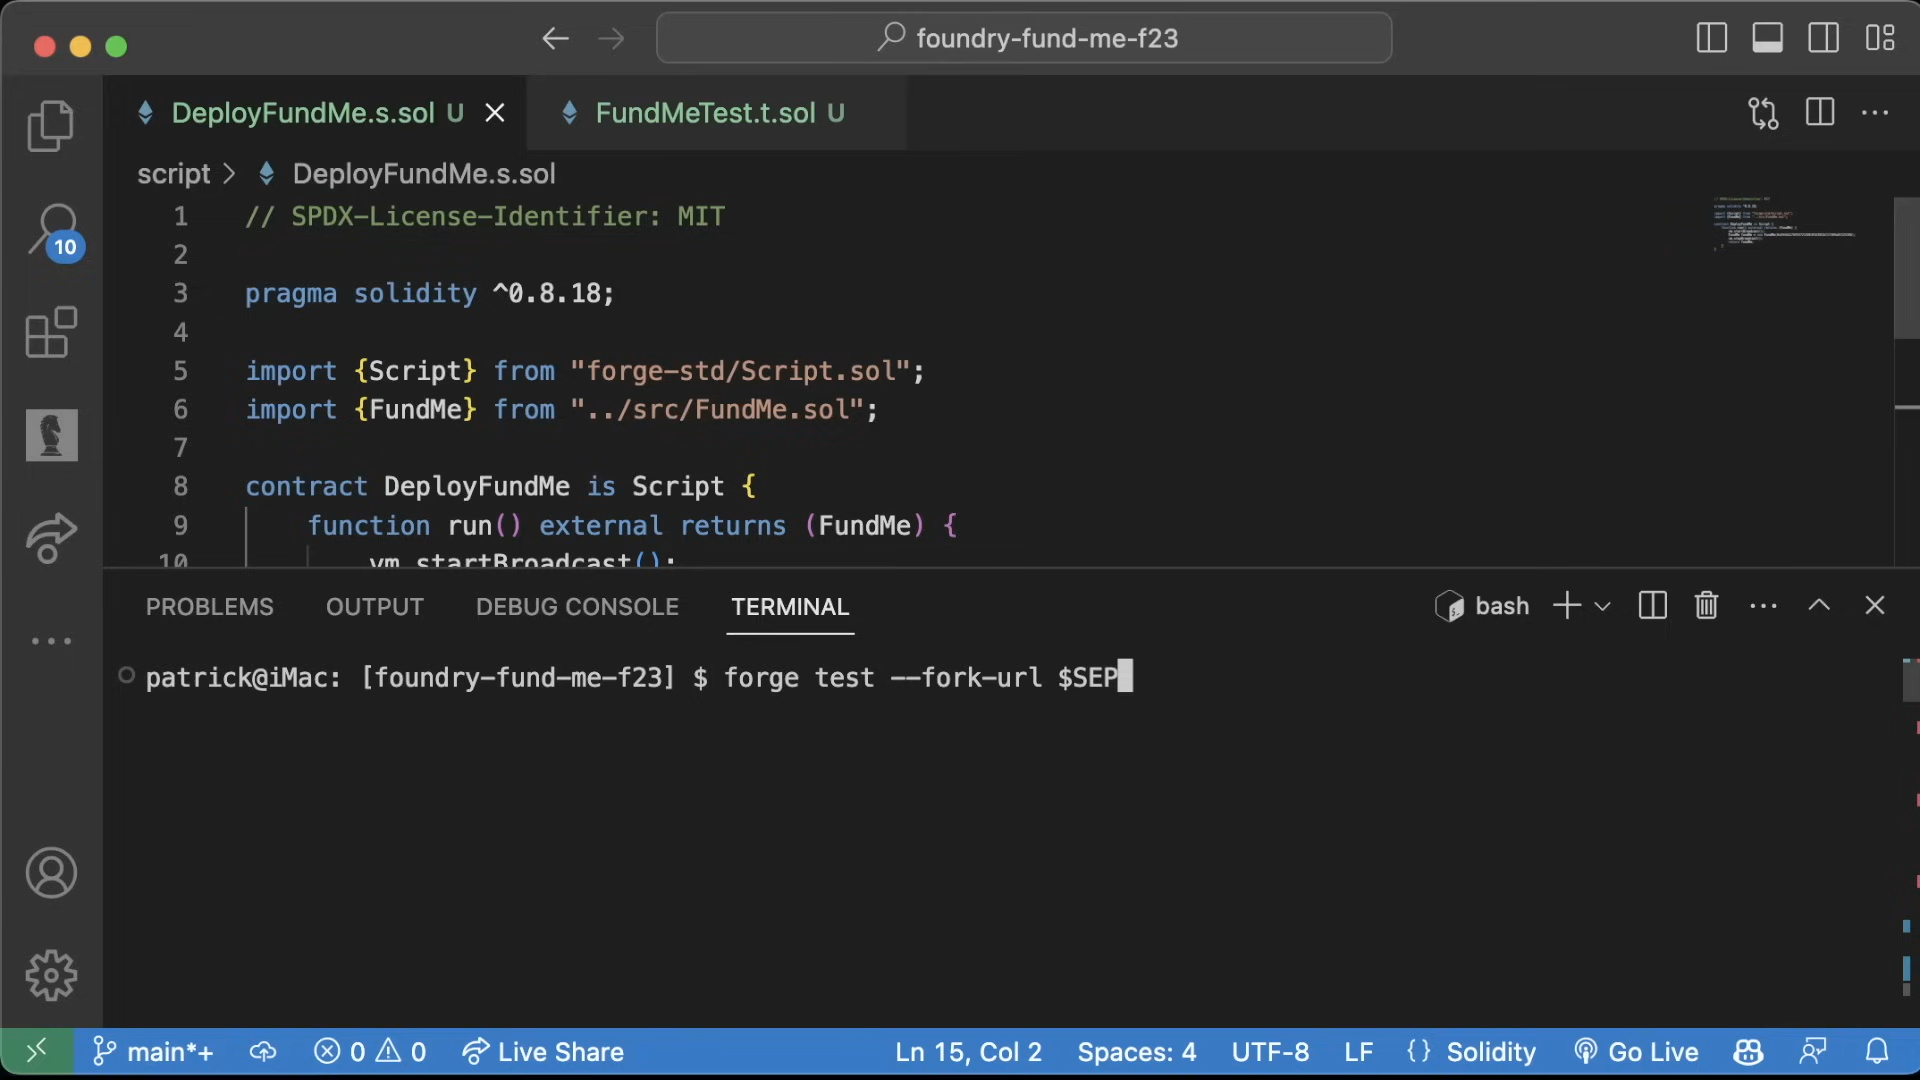 foundry-fund-me-f23
DeployFundMe.s.sol U
FundMeTest.t.sol U
script > DeployFundMe.s.sol
1 // SPDX-License-Identifier: MIT
2
3 pragma solidity ^0.8.18;
4
5 import {Script} from "forge-std/Script.sol";
6 import {FundMe} from "../src/FundMe.sol";
7
8 contract DeployFundMe is Script {
9 function run() external returns (FundMe) {
10 vm.startBroadcast();
10
PROBLEMS OUTPUT DEBUG CONSOLE TERMINAL bash
patrick@iMac: [foundry-fund-me-f23] $ forge test --fork-url $SEP
main*+ 0 0 Live Share Ln 15, Col 2 Spaces: 4 UTF-8 LF {} Solidity Go Live